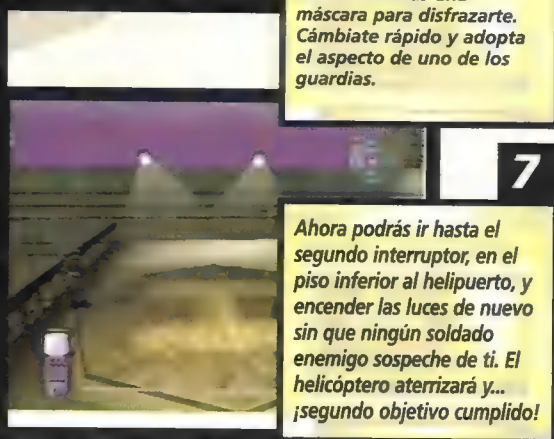 máscara para disfrazarte.
Cámbiate rápido y adopta
el aspecto de uno de los
guardias.
7
Ahora podrás ir hasta el
segundo interruptor, en el
piso inferior al helipuerto, y
encender las luces de nuevo
sin que ningún soldado
enemigo sospeche de ti. El
helicóptero aterrizará y...
¡segundo objetivo cumplido!